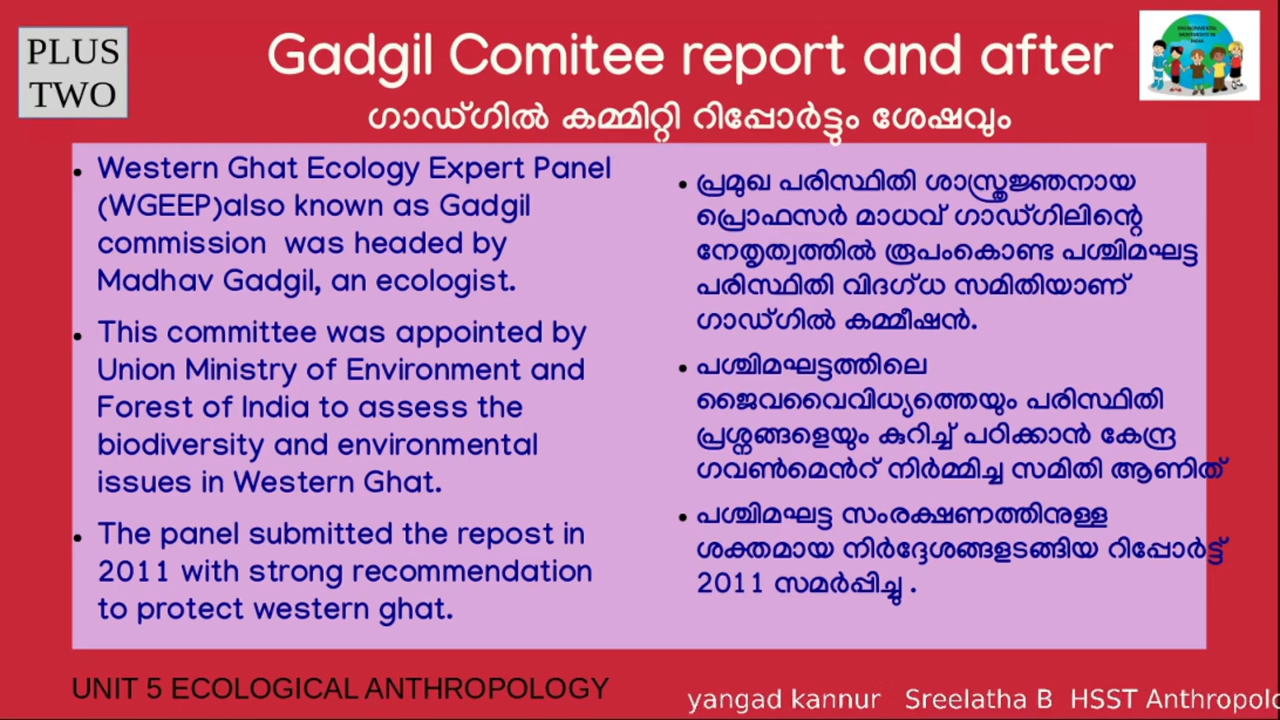 PLUS
TWO
Gadgil Comitee report and after
ഗാഡ്ഗിൽ കമ്മിറ്റി റിപ്പോർട്ടും ശേഷവും
Western Ghat Ecology Expert Panel
(WGEEP)also known as Gadgil
commission was headed by
Madhav Gadgil, an ecologist.
This committee was appointed by
Union Ministry of Environment and
Forest of India to assess the
biodiversity and environmental
issues in Western Ghat.
The panel submitted the repost in
2011 with strong recommendation
to protect western ghat.
പ്രമുഖ പരിസ്ഥിതി ശാസ്ത്രജ്ഞനായ
പ്രൊഫസർ മാധവ് ഗാഡ്ഗിലിന്റെ
നേതൃത്വത്തിൽ രൂപംകൊണ്ട പശ്ചിമഘട്ട
പരിസ്ഥിതി വിദഗ്ധ സമിതിയാണ്
ഗാഡ്ഗിൽ കമ്മീഷൻ.
പശ്ചിമഘട്ടത്തിലെ
ജൈവവൈവിധ്യത്തെയും പരിസ്ഥിതി
പ്രശ്നങ്ങളെയും കുറിച്ച് പഠിക്കാൻ കേന്ദ്ര
ഗവൺമെൻറ് നിർമ്മിച്ച സമിതി ആണിത്
പശ്ചിമഘട്ട സംരക്ഷണത്തിനുള്ള
ശക്തമായ നിർദ്ദേശങ്ങളടങ്ങിയ റിപ്പോർട്ട്
2011 സമർപ്പിച്ചു .
UNIT 5 ECOLOGICAL ANTHROPOLOGY
yangad kannur Sreelatha B HSST Anthropolo